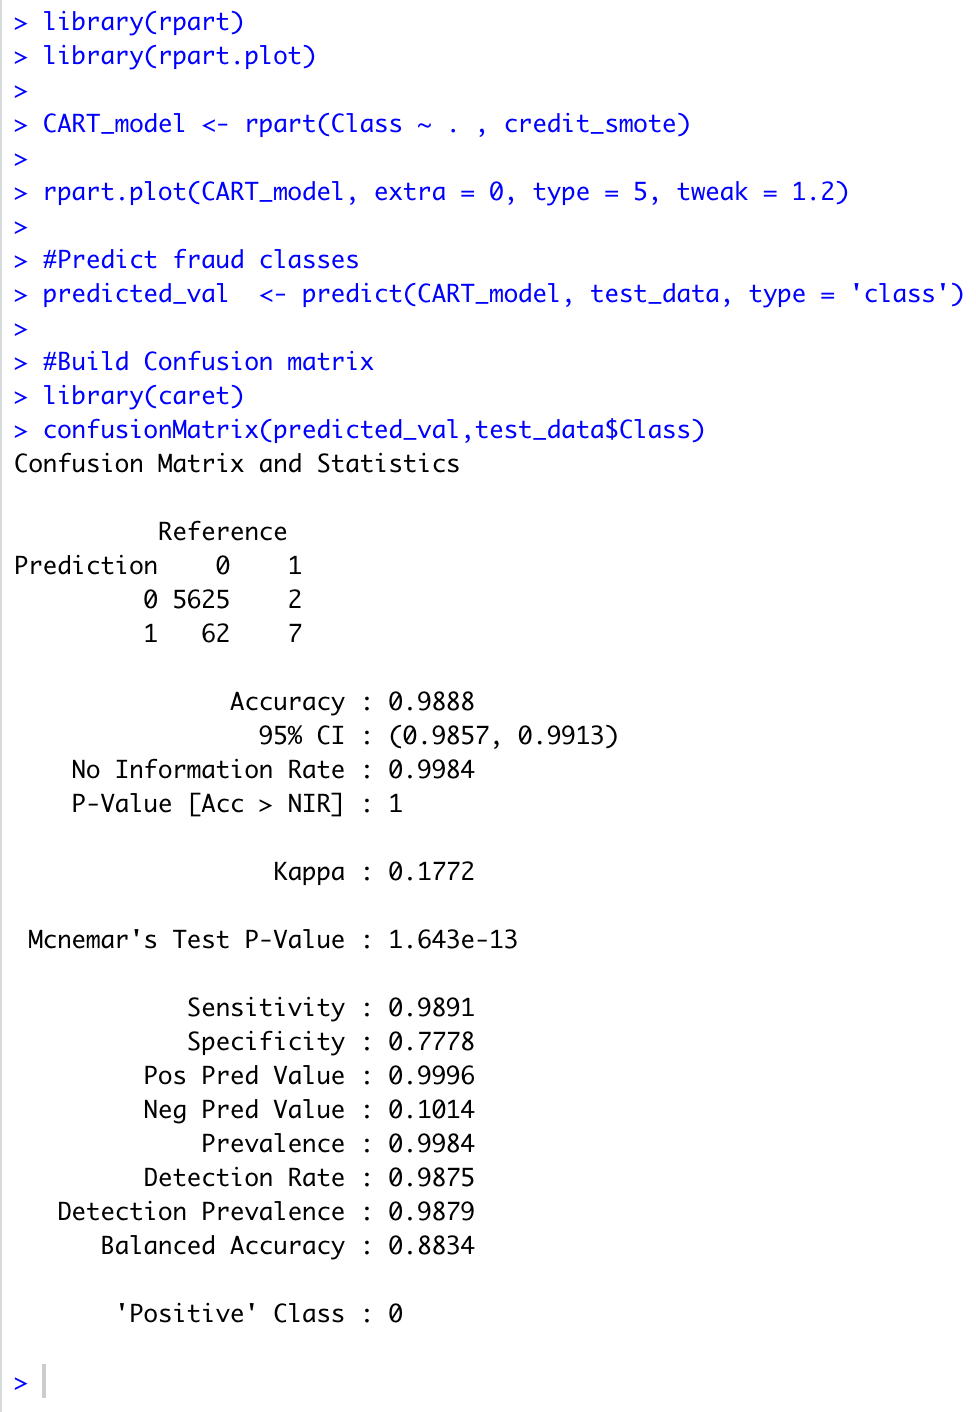 > library(rpart)
> library(rpart.plot)
>
> CART_model <- rpart(Class ~ . , credit_smote)
>
> rpart.plot(CART_model, extra = 0, type = 5, tweak = 1.2)
>
> #Predict fraud classes
> predicted_val  <- predict(CART_model, test_data, type = 'class')
>
> #Build Confusion matrix
> library(caret)
> confusionMatrix(predicted_val,test_data$Class)
Confusion Matrix and Statistics

          Reference
Prediction    0    1
         0 5625    2
         1   62    7

               Accuracy : 0.9888
                 95% CI : (0.9857, 0.9913)
    No Information Rate : 0.9984
    P-Value [Acc > NIR] : 1

                  Kappa : 0.1772

 Mcnemar's Test P-Value : 1.643e-13

            Sensitivity : 0.9891
            Specificity : 0.7778
         Pos Pred Value : 0.9996
         Neg Pred Value : 0.1014
             Prevalence : 0.9984
         Detection Rate : 0.9875
   Detection Prevalence : 0.9879
      Balanced Accuracy : 0.8834

       'Positive' Class : 0

>